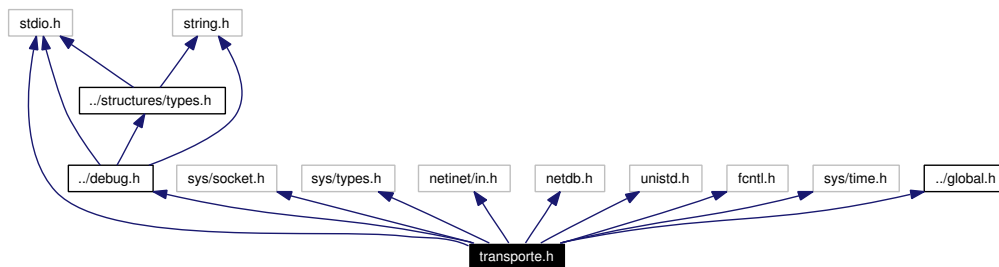 stdio.h
string.h
../structures/types.h
../debug.h
sys/socket.h
sys/types.h
netinet/in.h
netdb.h
unistd.h
fcntl.h
sys/time.h
../global.h
transporte.h